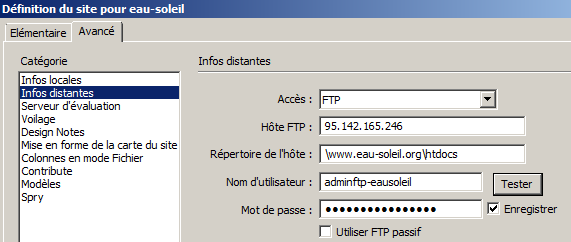 Définition du site pour eau-soleil
Elémentaire
Avancé
Catégorie
Infos locales
Infos distantes
Serveur d'évaluation
Voilage
Design Notes
Mise en forme de la carte du site
Colonnes en mode Fichier
Contribute
Modèles
Spry
Infos distantes
Accès : FTP
Hôte FTP : 95.142.165.246
Répertoire de l'hôte : \www.eau-soleil.org\htdocs
Nom d'utilisateur : adminftp-eausoleil Tester
Mot de passe : ●●●●●●●●●●●●●●●● Enregistrer
Utiliser FTP passif